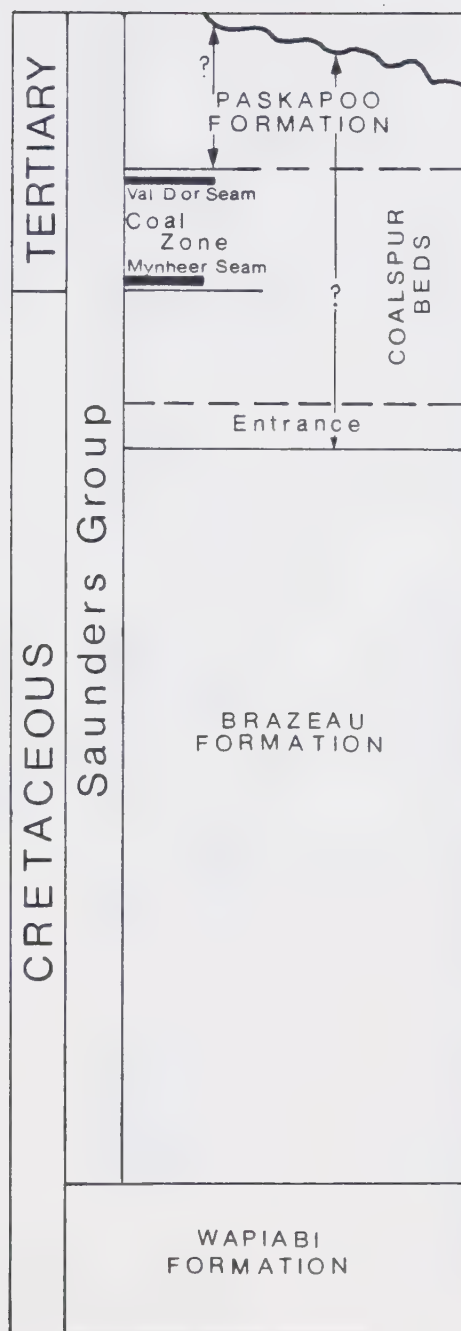 TERTIARY
CRETACEOUS
Saunders Group
?
PASKAPOO
FORMATION
Val D'or Seam
Coal
Zone
Mynheer Seam
?
COALSPUR
BEDS
Entrance
BRAZEAU
FORMATION
WAPIABI
FORMATION